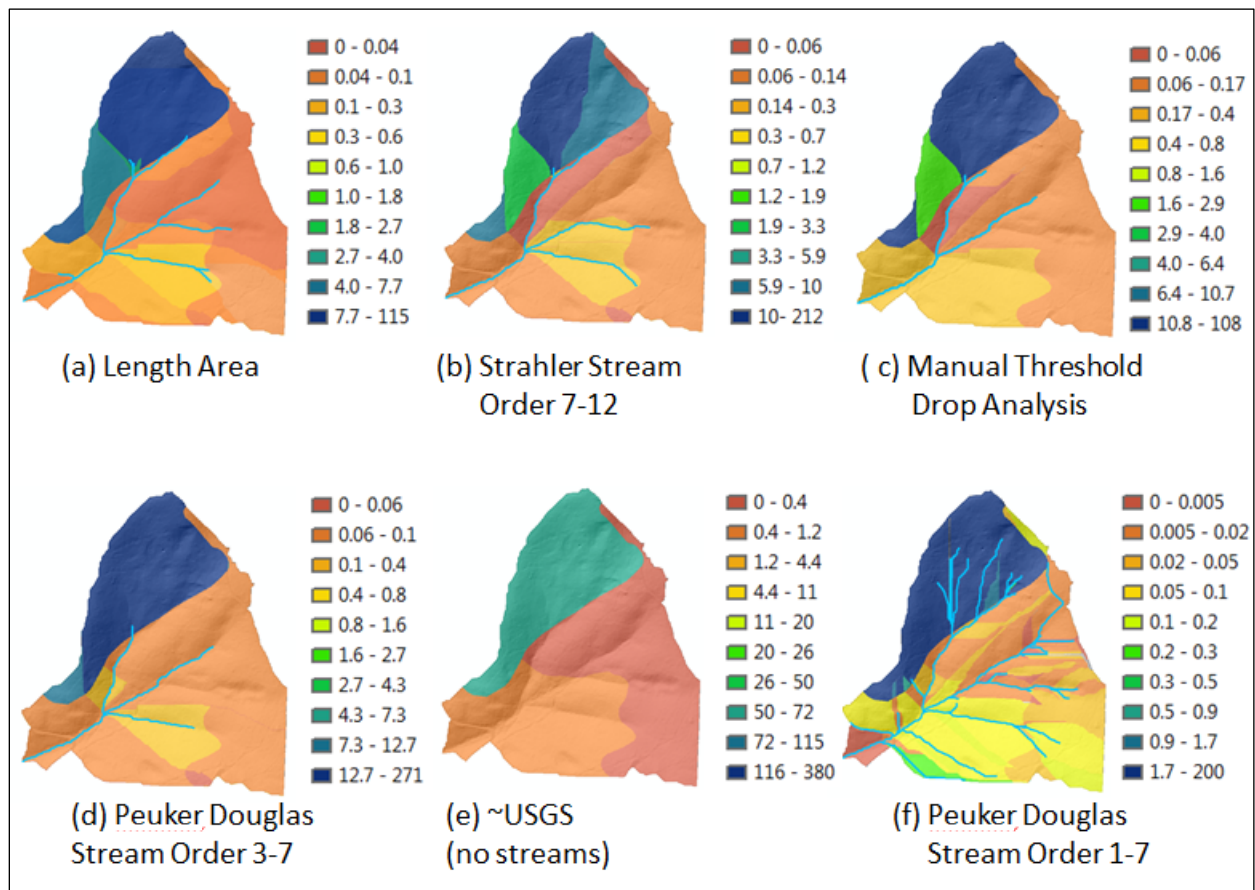 0 - 0.04
0.04 - 0.1
0.1 - 0.3
0.3 - 0.6
0.6 - 1.0
1.0 - 1.8
1.8 - 2.7
2.7 - 4.0
4.0 - 7.7
7.7 - 115
(a) Length Area
0 - 0.06
0.06 - 0.14
0.14 - 0.3
0.3 - 0.7
0.7 - 1.2
1.2 - 1.9
1.9 - 3.3
3.3 - 5.9
5.9 - 10
10- 212
(b) Strahler Stream
Order 7-12
0 - 0.06
0.06 - 0.17
0.17 - 0.4
0.4 - 0.8
0.8 - 1.6
1.6 - 2.9
2.9 - 4.0
4.0 - 6.4
6.4 - 10.7
10.8 - 108
( c) Manual Threshold
Drop Analysis
0 - 0.06
0.06 - 0.1
0.1 - 0.4
0.4 - 0.8
0.8 - 1.6
1.6 - 2.7
2.7 - 4.3
4.3 - 7.3
7.3 - 12.7
12.7 - 271
(d) Peuker Douglas
Stream Order 3-7
0 - 0.4
0.4 - 1.2
1.2 - 4.4
4.4 - 11
11 - 20
20 - 26
26 - 50
50 - 72
72 - 115
116 - 380
(e) ~USGS
(no streams)
0 - 0.005
0.005 - 0.02
0.02 - 0.05
0.05 - 0.1
0.1 - 0.2
0.2 - 0.3
0.3 - 0.5
0.5 - 0.9
0.9 - 1.7
1.7 - 200
(f) Peuker Douglas
Stream Order 1-7